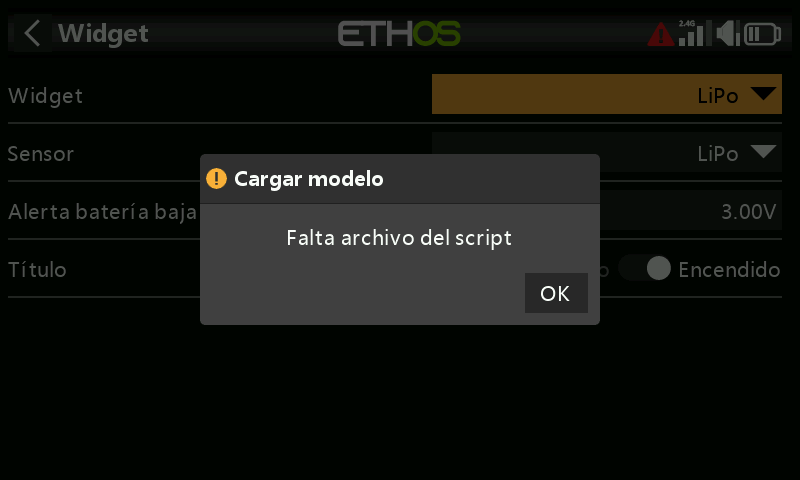 Widget
ETHOS
2.4G
Widget
LiPo
Sensor
LiPo
Cargar modelo
Alerta batería baja
3.00V
Falta archivo del script
Título
Encendido
OK